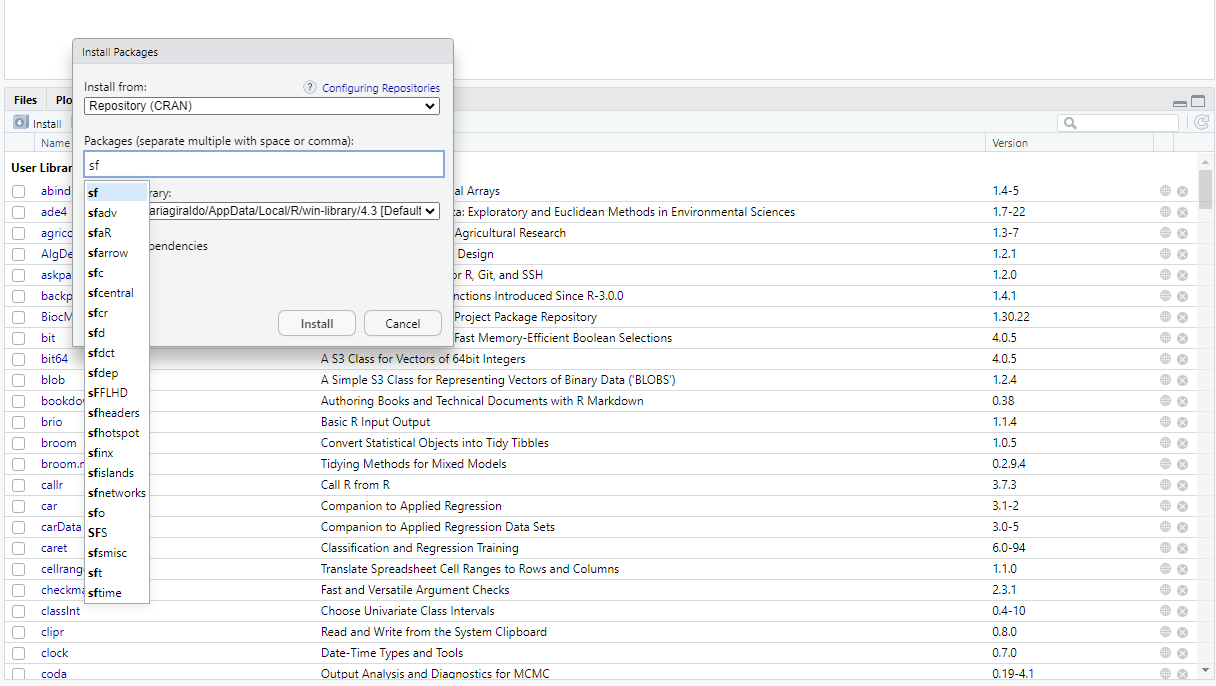 Install Packages
Install from:
? Configuring Repositories
Repository (CRAN)
Packages (separate multiple with space or comma):
sf
rary:
ariagiraldo/AppData/Local/R/win-library/4.3 [Default
pendencies
Install
Cancel
sf
sfadv
sfaR
sfarrow
sfc
sfcentral
sfcr
sfd
sfdct
sfdep
sFFLHD
sfheaders
sfhotspot
sfinx
sfislands
sfnetworks
sfo
SFS
sfsmisc
sft
sftime
Files Plo
Install
Name Version
User Librar
abind al Arrays 1.4-5
ade4 ta: Exploratory and Euclidean Methods in Environmental Sciences 1.7-22
agrico Agricultural Research 1.3-7
AlgDe Design 1.2.1
askpa or R, Git, and SSH 1.2.0
backp nctions Introduced Since R-3.0.0 1.4.1
BiocM Project Package Repository 1.30.22
bit Fast Memory-Efficient Boolean Selections 4.0.5
bit64 A S3 Class for Vectors of 64bit Integers 4.0.5
blob A Simple S3 Class for Representing Vectors of Binary Data ('BLOBS') 1.2.4
bookdow Authoring Books and Technical Documents with R Markdown 0.38
brio Basic R Input Output 1.1.4
broom Convert Statistical Objects into Tidy Tibbles 1.0.5
broom.m Tidying Methods for Mixed Models 0.2.9.4
callr Call R from R 3.7.3
car Companion to Applied Regression 3.1-2
carData Companion to Applied Regression Data Sets 3.0-5
caret Classification and Regression Training 6.0-94
cellrange Translate Spreadsheet Cell Ranges to Rows and Columns 1.1.0
checkma Fast and Versatile Argument Checks 2.3.1
classInt Choose Univariate Class Intervals 0.4-10
clipr Read and Write from the System Clipboard 0.8.0
clock Date-Time Types and Tools 0.7.0
coda Output Analysis and Diagnostics for MCMC 0.19-4.1